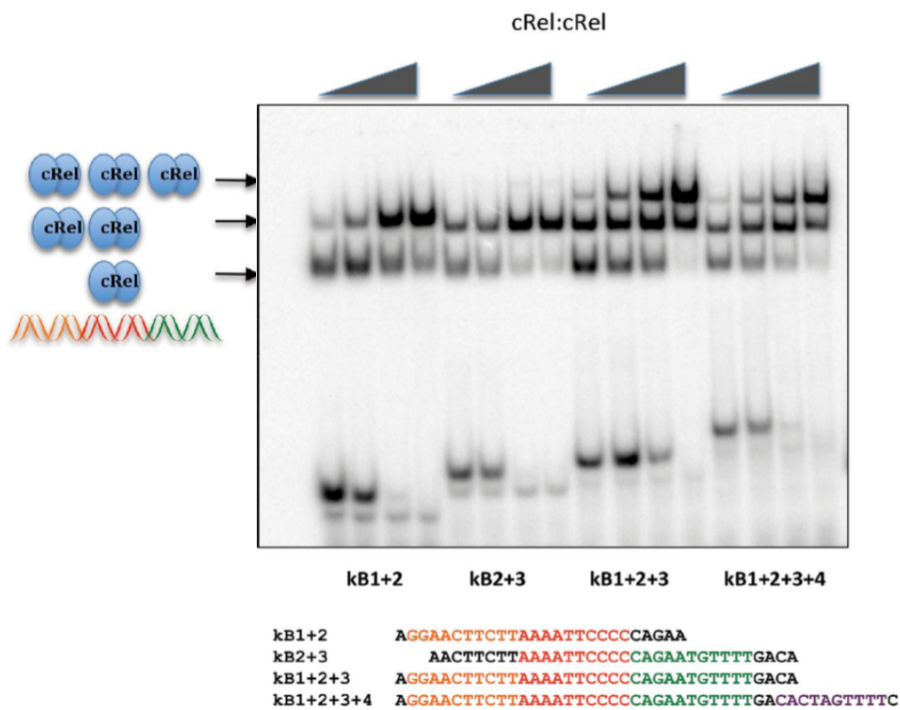 cRel:cRel
cRel cRel cRel
cRel cRel
cRel
kB1+2 kB2+3 kB1+2+3 kB1+2+3+4
kB1+2 AGGAACTTCTTAAAATTCCCCCAGAA
kB2+3 AACTTCTTAAAATTCCCCCAGAATGTTTTGACA
kB1+2+3 AGGAACTTCTTAAAATTCCCCCAGAATGTTTTGACA
kB1+2+3+4 AGGAACTTCTTAAAATTCCCCCAGAATGTTTTGACACTAGTTTTC